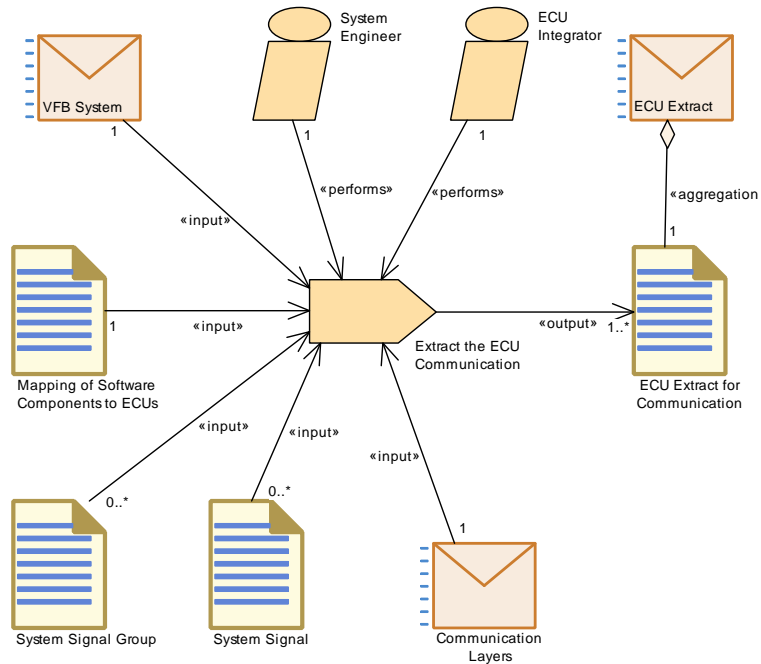 System
Engineer
ECU
Integrator
VFB System
ECU Extract
1
1
1
«performs»
«performs»
«aggregation
«input»
1
1
«input»
«output»
1..*
Extract the ECU
Communication
Mapping of Software
Components to ECUs
ECU Extract for
Communication
«input»
«input»
«input»
0..*
0..*
1
System Signal Group
System Signal
Communication
Layers